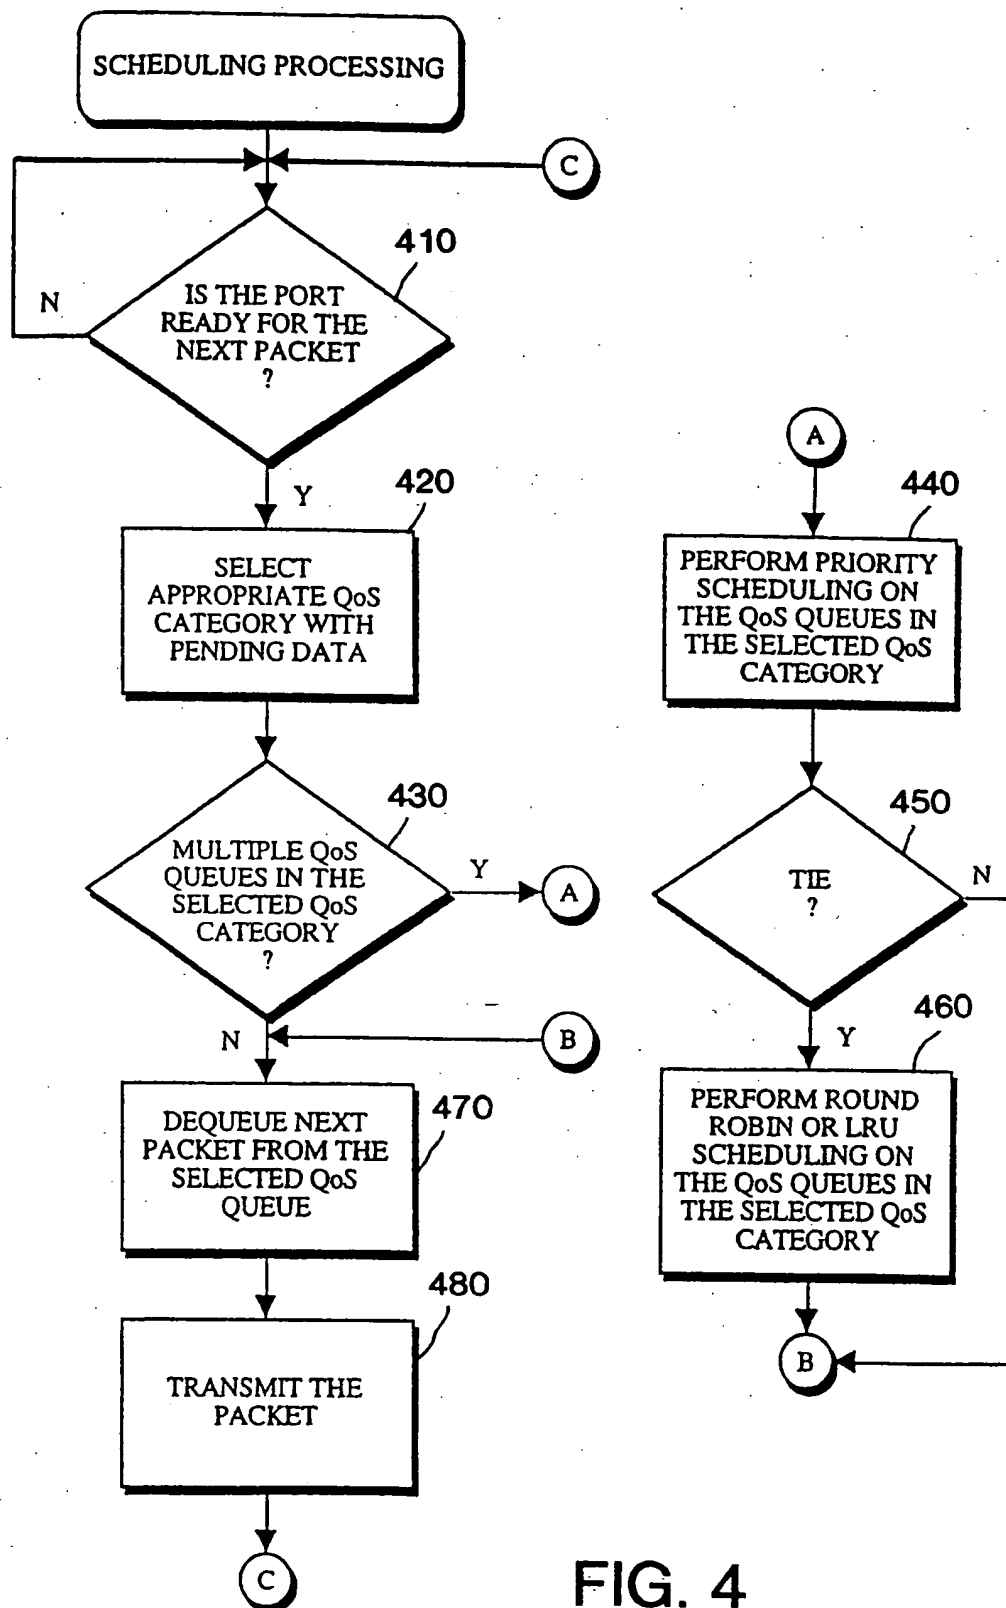 SCHEDULING PROCESSING
C
410
N
IS THE PORT
READY FOR THE
NEXT PACKET
?
Y
420
SELECT
APPROPRIATE QoS
CATEGORY WITH
PENDING DATA
430
MULTIPLE QoS
QUEUES IN THE
SELECTED QoS
CATEGORY
?
Y
A
N
B
470
DEQUEUE NEXT
PACKET FROM THE
SELECTED QoS
QUEUE
480
TRANSMIT THE
PACKET
C
A
440
PERFORM PRIORITY
SCHEDULING ON
THE QoS QUEUES IN
THE SELECTED QoS
CATEGORY
450
TIE
?
N
Y
460
PERFORM ROUND
ROBIN OR LRU
SCHEDULING ON
THE QoS QUEUES IN
THE SELECTED QoS
CATEGORY
B
FIG. 4